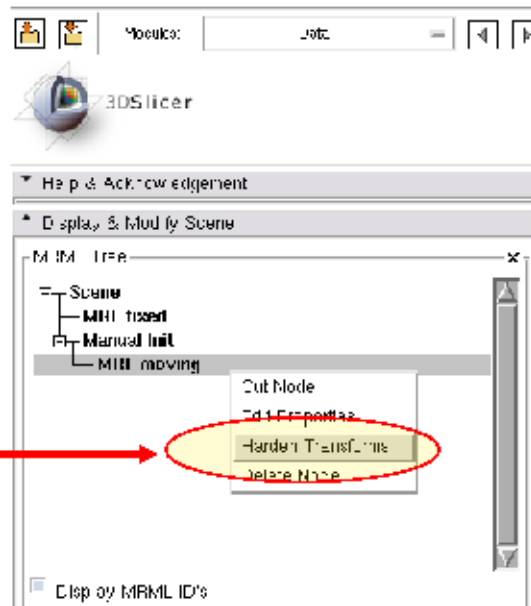 Modules: Data
3DSlicer
Help & Acknowledgement
Display & Modify Scene
MRML Tree
Scene
MRI fixed
Manual Init
MRI moving
Cut Node
Edit Properties
Harden Transforms
Delete Node
Display MRML ID's